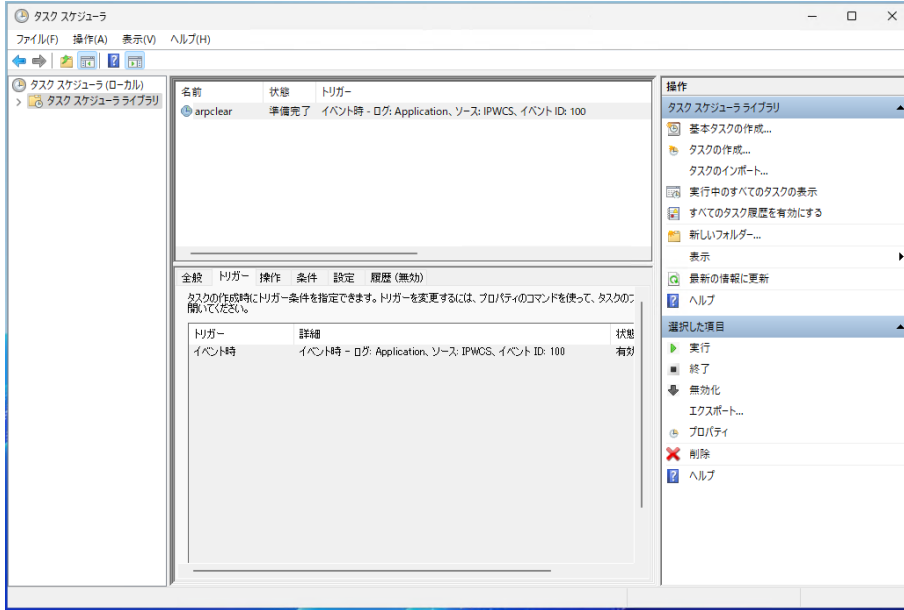 タスク スケジューラ
ファイル(F) 操作(A) 表示(V) ヘルプ(H)
タスク スケジューラ (ローカル)
タスク スケジューラ ライブラリ
名前 状態 トリガー
arpclear 準備完了 イベント時 - ログ: Application、ソース: IPWCS、イベント ID: 100
全般 トリガー 操作 条件 設定 履歴 (無効)
タスクの作成時にトリガー条件を指定できます。トリガーを変更するには、プロパティのコマンドを使って、タスクのプ
開いてください。
トリガー 詳細 状態
イベント時 イベント時 - ログ: Application、ソース: IPWCS、イベント ID: 100 有効
操作
タスク スケジューラ ライブラリ
基本タスクの作成...
タスクの作成...
タスクのインポート...
実行中のすべてのタスクの表示
すべてのタスク履歴を有効にする
新しいフォルダー...
表示
最新の情報に更新
ヘルプ
選択した項目
実行
終了
無効化
エクスポート...
プロパティ
削除
ヘルプ